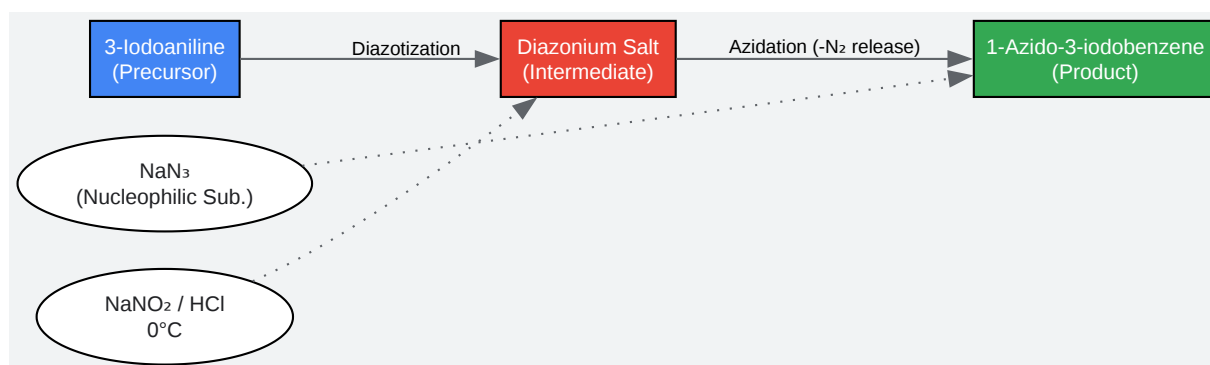 3-Iodoaniline
(Precursor)
Diazotization
Diazonium Salt
(Intermediate)
Azidation (-N₂ release)
1-Azido-3-iodobenzene
(Product)
NaN₃
(Nucleophilic Sub.)
NaNO₂ / HCl
0°C